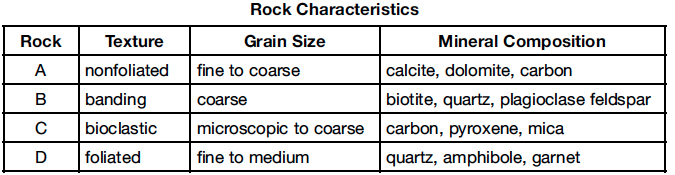 Rock Characteristics
Rock Texture Grain Size Mineral Composition
A nonfoliated fine to coarse calcite, dolomite, carbon
B banding coarse biotite, quartz, plagioclase feldspar
C bioclastic microscopic to coarse carbon, pyroxene, mica
D foliated fine to medium quartz, amphibole, garnet